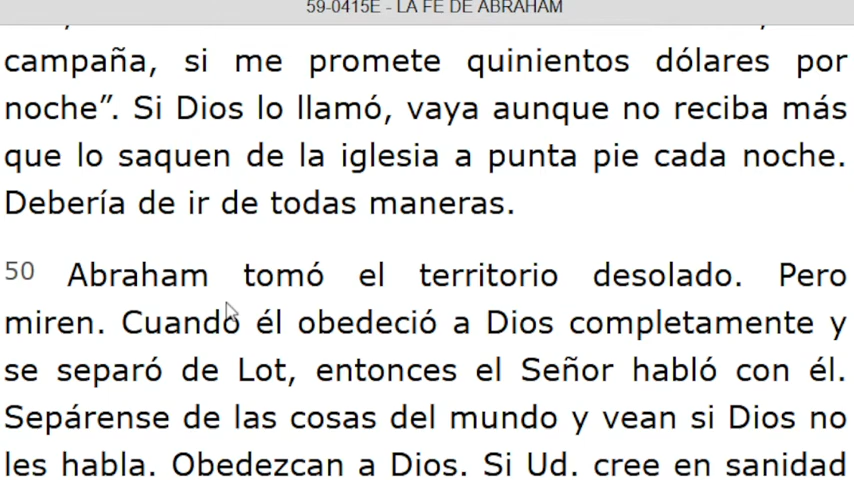 59-0415E - LA FE DE ABRAHAM
campaña, si me promete quinientos dólares por
noche”. Si Dios lo llamó, vaya aunque no reciba más
que lo saquen de la iglesia a punta pie cada noche.
Debería de ir de todas maneras.
50 Abraham tomó el territorio desolado. Pero
miren. Cuando él obedeció a Dios completamente y
se separó de Lot, entonces el Señor habló con él.
Sepárense de las cosas del mundo y vean si Dios no
les habla. Obedezcan a Dios. Si Ud. cree en sanidad